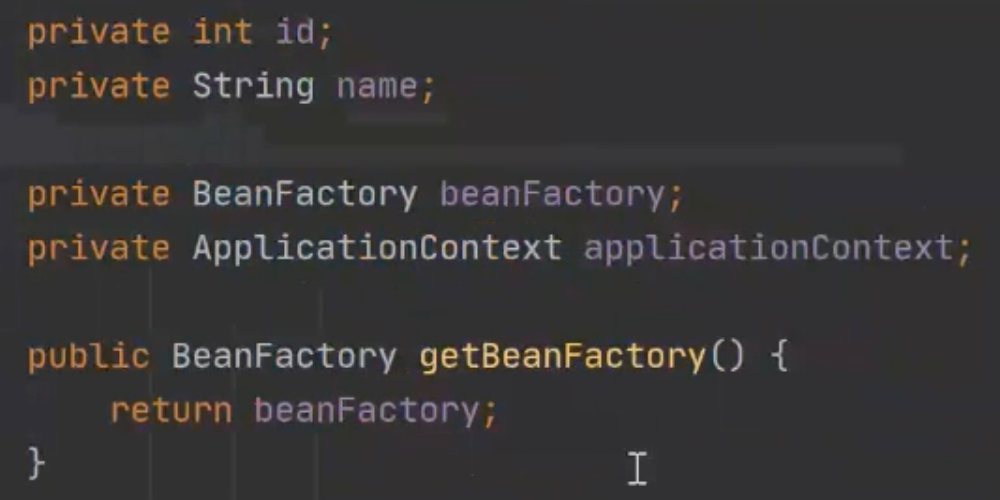 private int id;
private String name;
private BeanFactory beanFactory;
private ApplicationContext applicationContext;
public BeanFactory getBeanFactory() {
return beanFactory;
}